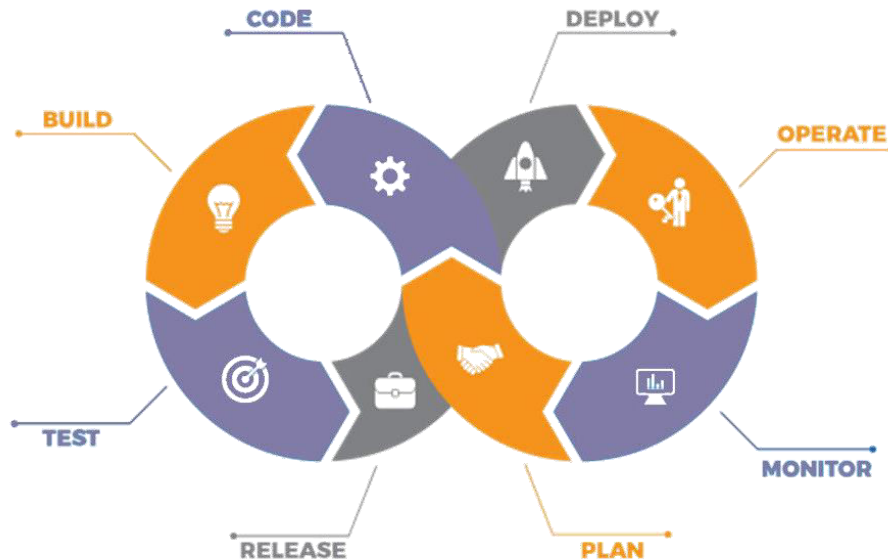 CODE
DEPLOY
BUILD
OPERATE
TEST
MONITOR
RELEASE
PLAN